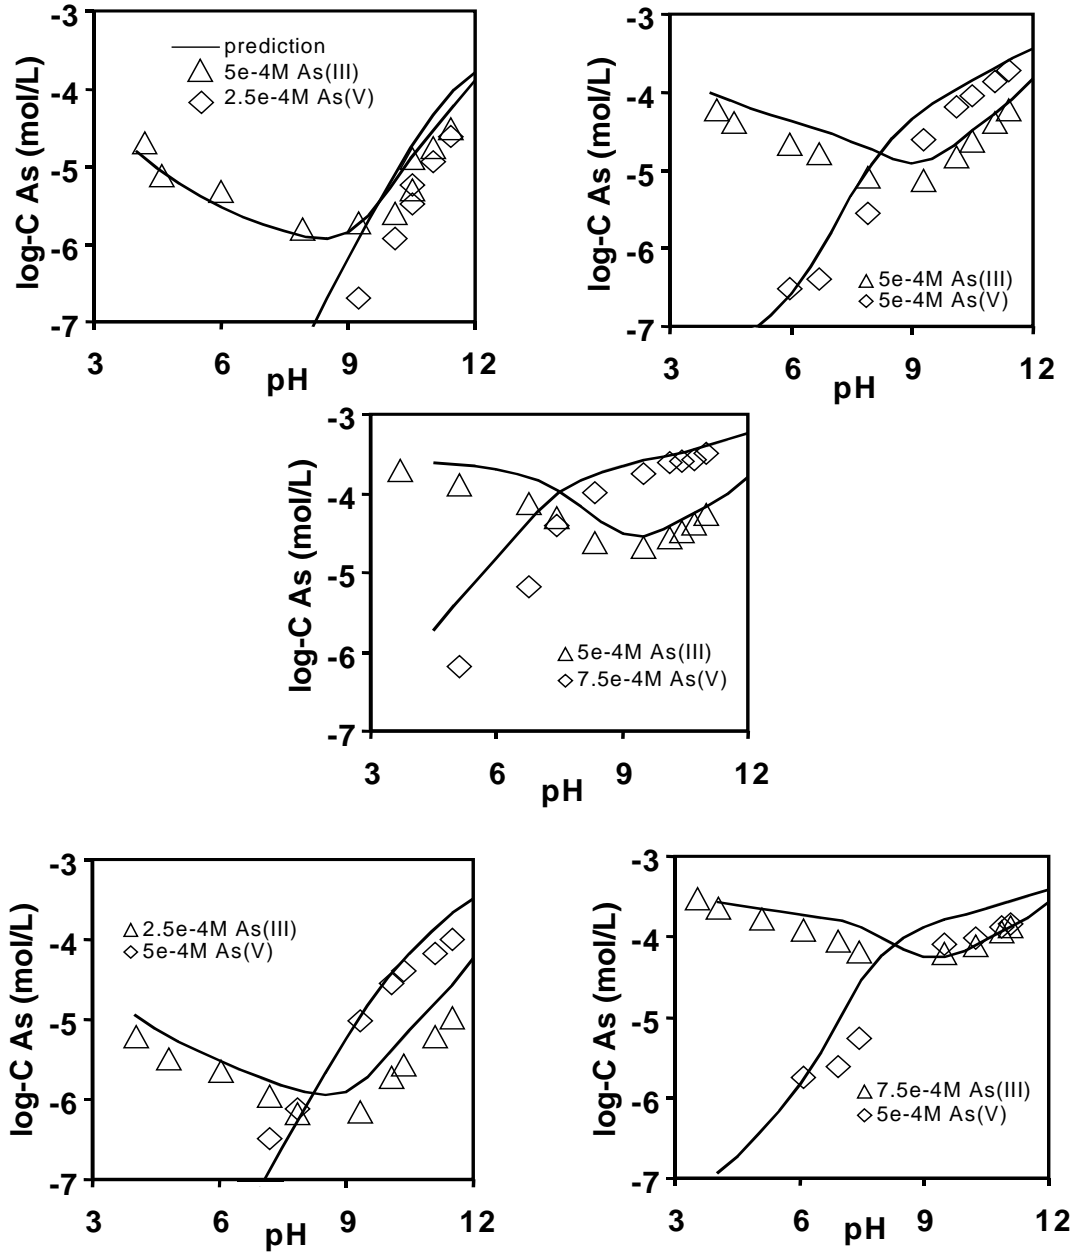 -3
-4
-5
-6
-7
log-C As (mol/L)
prediction
5e-4M As(III)
2.5e-4M As(V)
3 6 9 12
pH
-3
-4
-5
-6
-7
log-C As (mol/L)
5e-4M As(III)
5e-4M As(V)
3 6 9 12
pH
-3
-4
-5
-6
-7
log-C As (mol/L)
5e-4M As(III)
7.5e-4M As(V)
3 6 9 12
pH
-3
-4
-5
-6
-7
log-C As (mol/L)
2.5e-4M As(III)
5e-4M As(V)
3 6 9 12
pH
-3
-4
-5
-6
-7
log-C As (mol/L)
7.5e-4M As(III)
5e-4M As(V)
3 6 9 12
pH